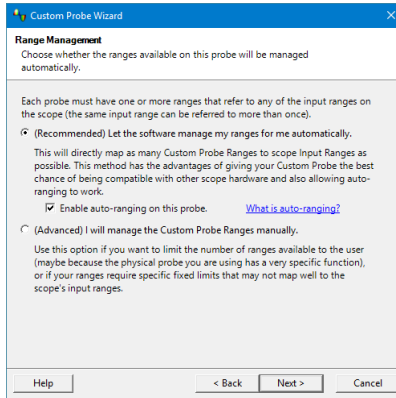 Custom Probe Wizard
Range Management
Choose whether the ranges available on this probe will be managed
automatically.
Each probe must have one or more ranges that refer to any of the input ranges on
the scope (the same input range can be referred to more than once).
(Recommended) Let the software manage my ranges for me automatically.
This will directly map as many Custom Probe Ranges to scope Input Ranges as
possible. This method has the advantages of giving your Custom Probe the best
chance of being compatible with other scope hardware and also allowing auto-
ranging to work.
Enable auto-ranging on this probe. What is auto-ranging?
(Advanced) I will manage the Custom Probe Ranges manually.
Use this option if you want to limit the number of ranges available to the user
(maybe because the physical probe you are using has a very specific function),
or if your ranges require specific fixed limits that may not map well to the
scope's input ranges.
Help < Back Next > Cancel